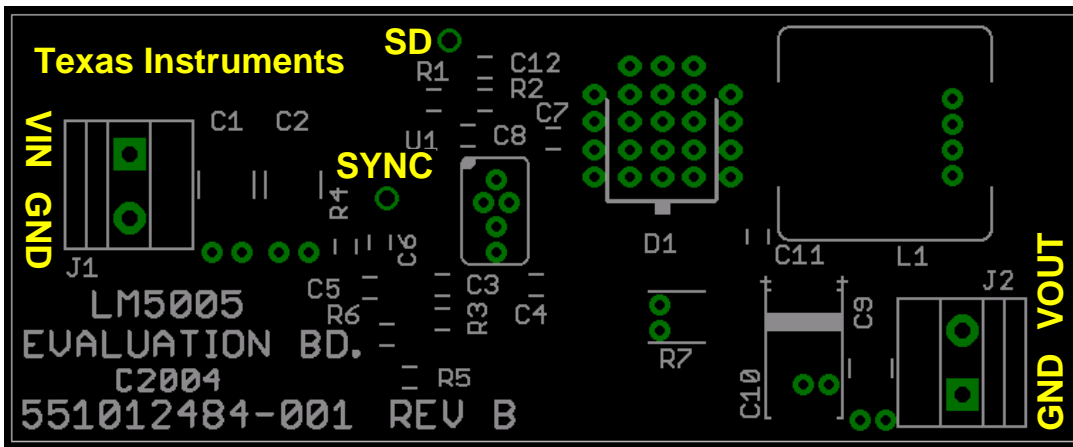 Texas Instruments
SD
R1
C12
R2
C7
VIN
GND
C1
C2
U1
C8
SYNC
R4
C6
J1
C5
C3
R6
R3
C4
D1
C11
L1
J2
VOUT
GND
C9
C10
R7
R5
LM5005
EVALUATION BD.
C2004
551012484-001 REV B